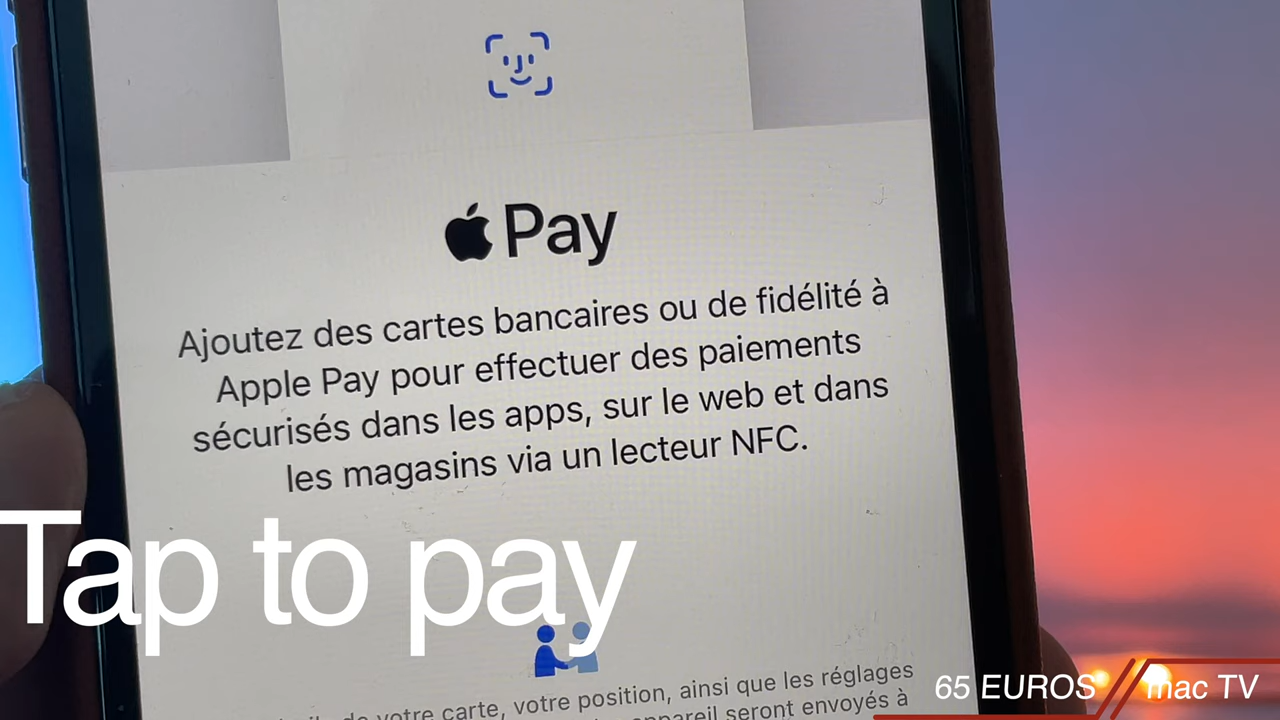 Pay
Ajoutez des cartes bancaires ou de fidélité à
Apple Pay pour effectuer des paiements
sécurisés dans les apps, sur le web et dans
les magasins via un lecteur NFC.
Tap to pay
votre carte, votre position, ainsi que les réglages
seront envoyés à
65 EUROS // mac TV